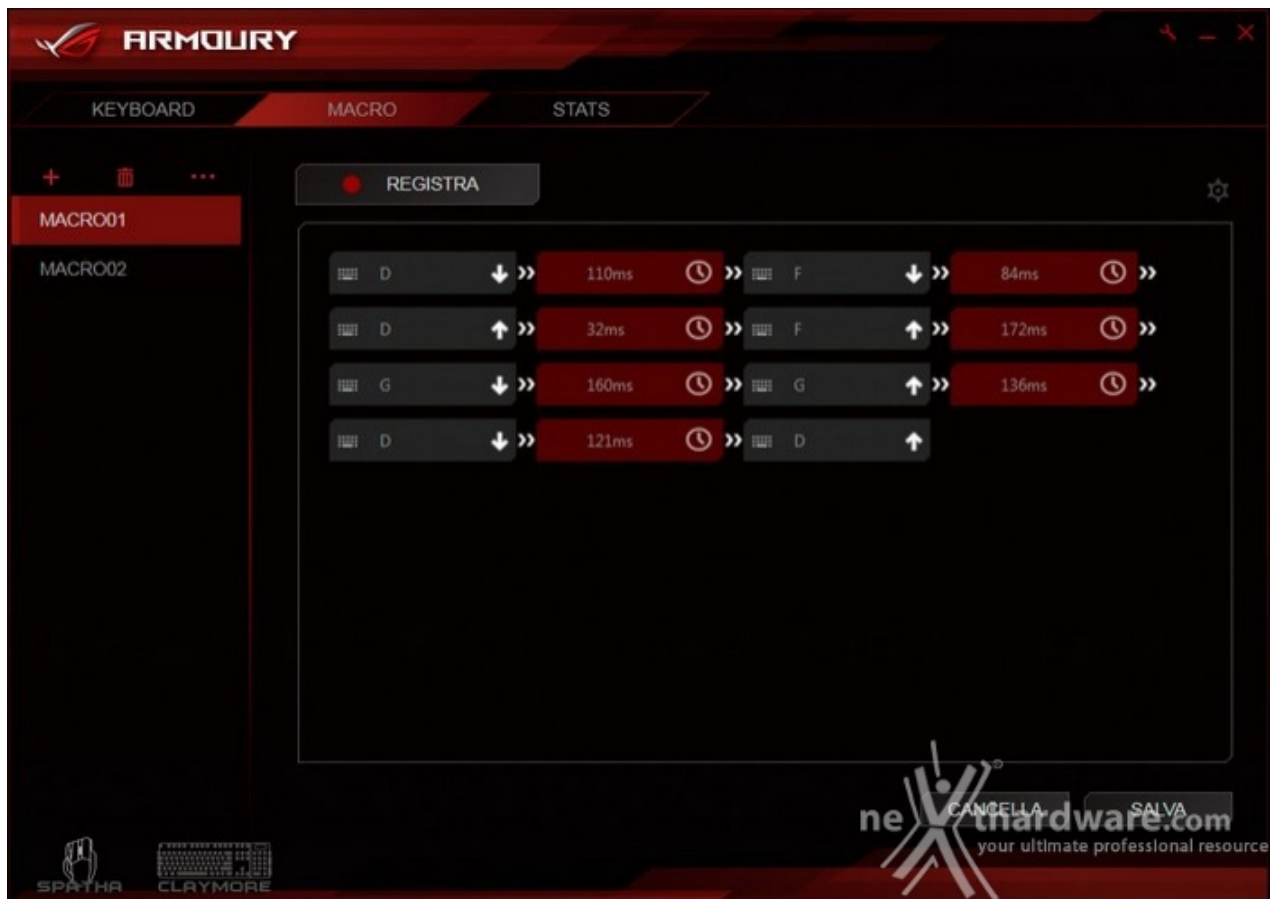 ARMOURY
KEYBOARD MACRO STATS
REGISTRA
MACRO01
MACRO02
D 110ms F 84ms
D 32ms F 172ms
G 160ms G 136ms
D 121ms D
CANCELLA SALVA
nexthardware.com
your ultimate professional resource
SPATHA CLAYMORE